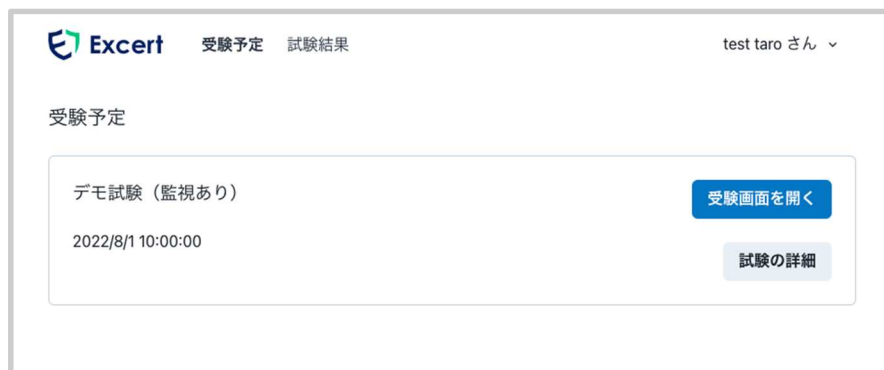 Excert 受験予定 試験結果 test taro さん
受験予定
デモ試験（監視あり）
受験画面を開く
2022/8/1 10:00:00
試験の詳細